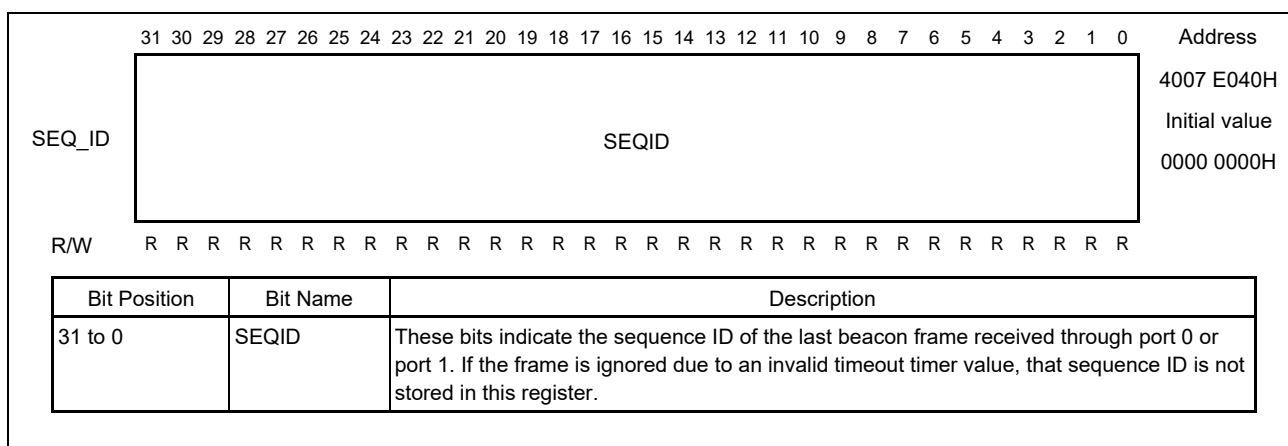 31 30 29 28 27 26 25 24 23 22 21 20 19 18 17 16 15 14 13 12 11 10 9 8 7 6 5 4 3 2 1 0 Address
4007 E040H
SEQ_ID SEQID Initial value
0000 0000H
R/W R R R R R R R R R R R R R R R R R R R R R R R R R R R R R R R R
Bit Position Bit Name Description
31 to 0 SEQID These bits indicate the sequence ID of the last beacon frame received through port 0 or
port 1. If the frame is ignored due to an invalid timeout timer value, that sequence ID is not
stored in this register.